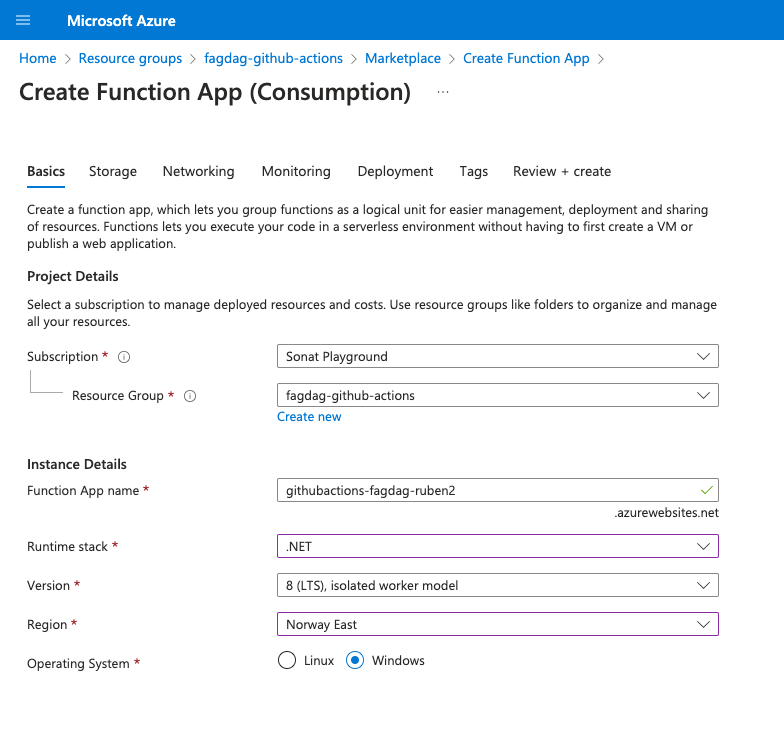 Microsoft Azure
Home > Resource groups > fagdag-github-actions > Marketplace > Create Function App >
Create Function App (Consumption) ...
Basics Storage Networking Monitoring Deployment Tags Review + create
Create a function app, which lets you group functions as a logical unit for easier management, deployment and sharing
of resources. Functions lets you execute your code in a serverless environment without having to first create a VM or
publish a web application.
Project Details
Select a subscription to manage deployed resources and costs. Use resource groups like folders to organize and manage
all your resources.
Subscription * Sonat Playground
Resource Group * fagdag-github-actions
Create new
Instance Details
Function App name * githubactions-fagdag-ruben2
.azurewebsites.net
Runtime stack * .NET
Version * 8 (LTS), isolated worker model
Region * Norway East
Operating System * Linux Windows